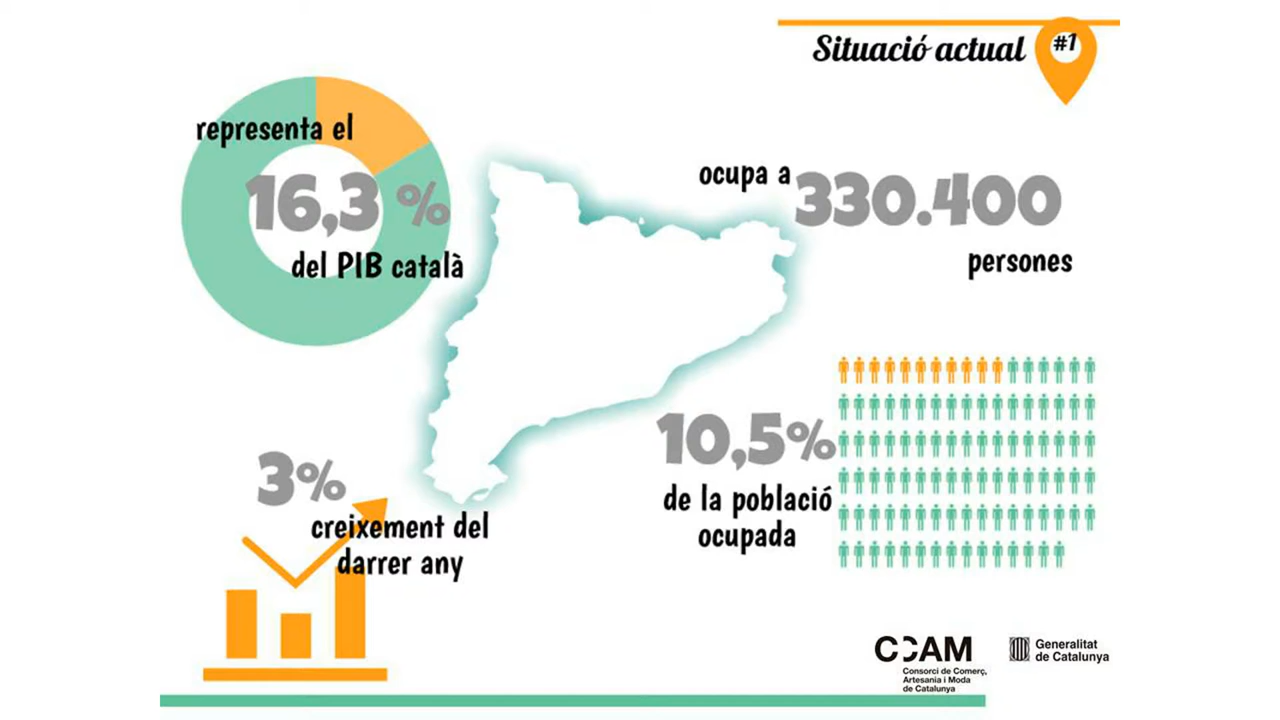 Situació actual
#1
representa el
16,3 %
del PIB català
ocupa a
330.400
persones
10,5%
de la població
ocupada
3%
creixement del
darrer any
CCAM
Consorci de Comerç,
Artesania i Moda
de Catalunya
Generalitat
de Catalunya